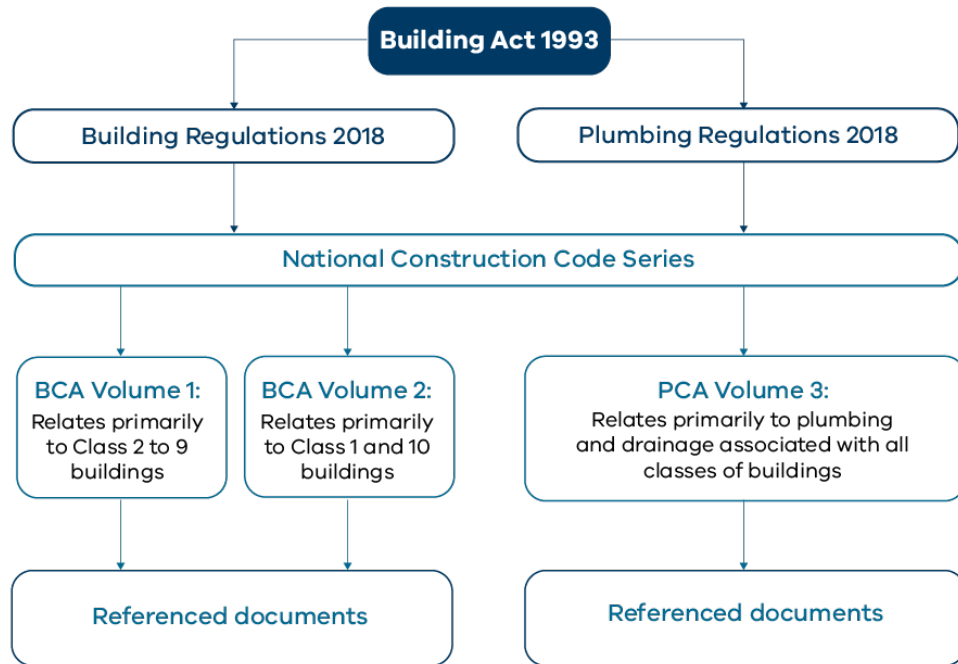 Building Act 1993
Building Regulations 2018
Plumbing Regulations 2018
National Construction Code Series
BCA Volume 1:
Relates primarily
to Class 2 to 9
buildings
BCA Volume 2:
Relates primarily
to Class 1 and 10
buildings
PCA Volume 3:
Relates primarily to plumbing
and drainage associated with all
classes of buildings
Referenced documents
Referenced documents